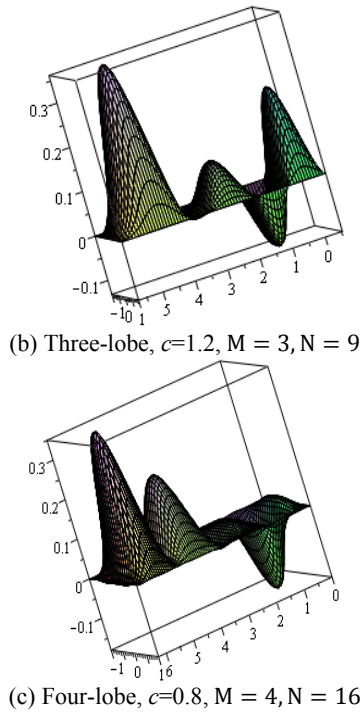 0.3
0.2
0.1
0
−0.1
−1 0 1 5 4 3 2 1 0
(b) Three-lobe, c=1.2, M = 3, N = 9
0.3
0.2
0.1
0
−0.1
−1 0 1 6 5 4 3 2 1 0
(c) Four-lobe, c=0.8, M = 4, N = 16